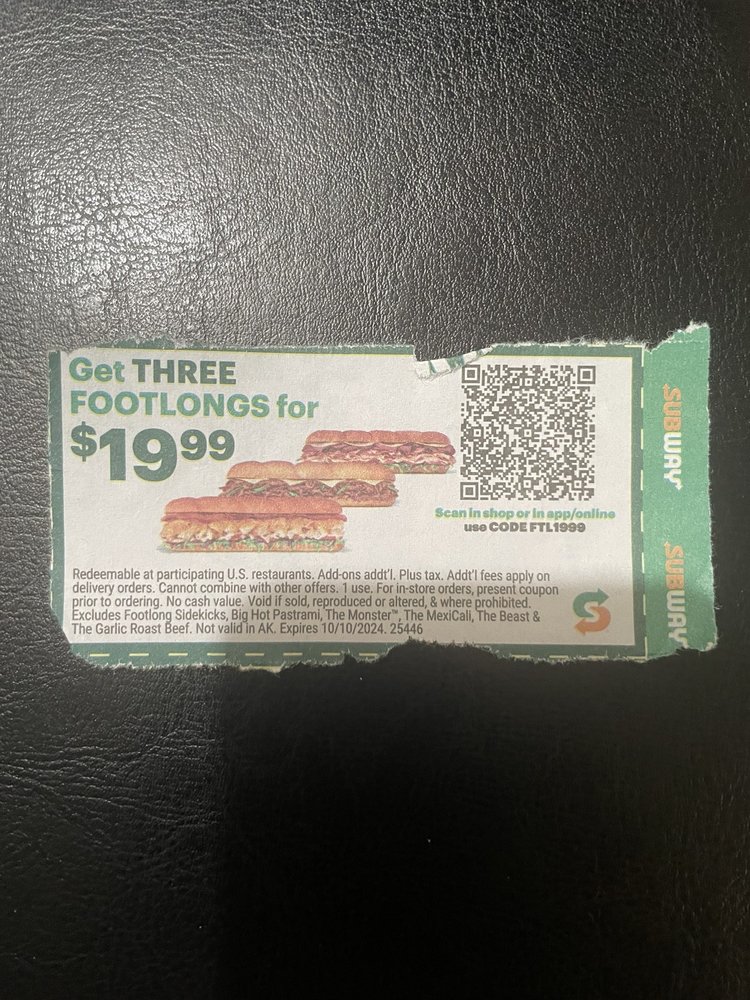 Get THREE
FOOTLONGS for
$19 99
Scan in shop or in app/online
use CODE FTL1999
Redeemable at participating U.S. restaurants. Add-ons addt'l. Plus tax. Addt'l fees apply on
delivery orders. Cannot combine with other offers. 1 use. For in-store orders, present coupon
prior to ordering. No cash value. Void if sold, reproduced or altered, & where prohibited.
Excludes Footlong Sidekicks, Big Hot Pastrami, The Monster™, The MexiCali, The Beast &
The Garlic Roast Beef. Not valid in AK. Expires 10/10/2024. 25446
SUBWAY
SUBWAY